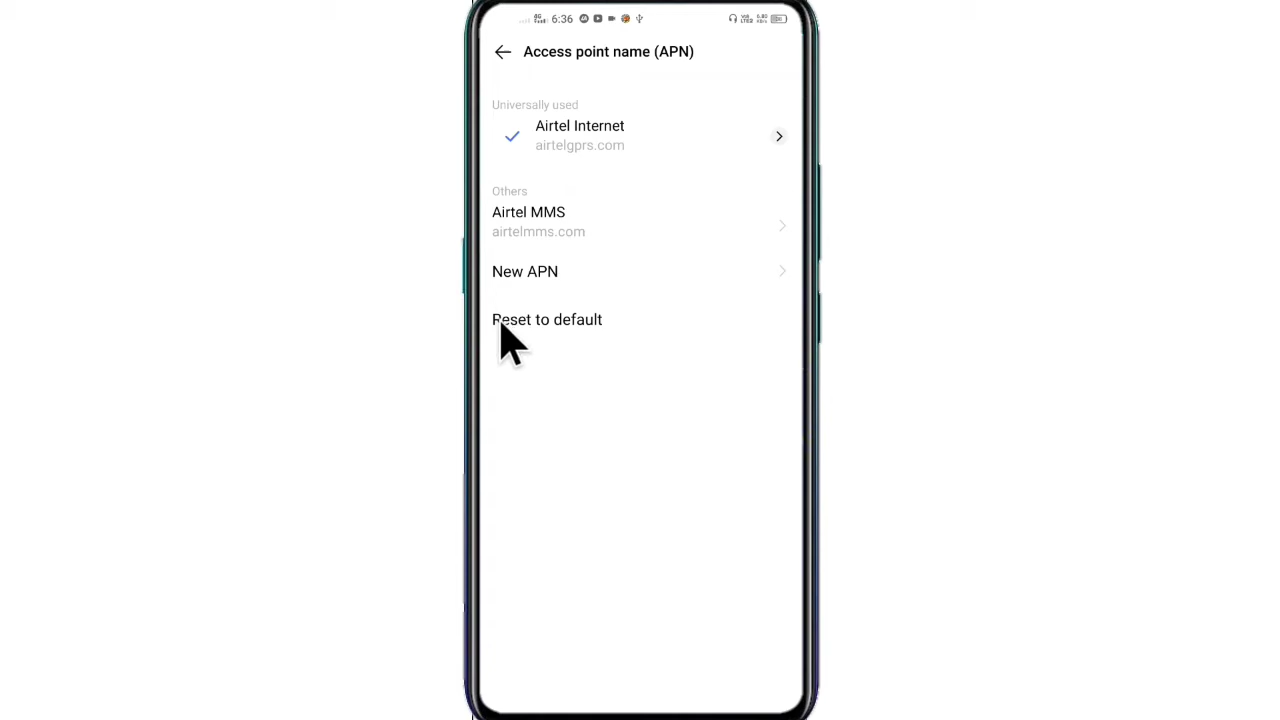 4G 6:36
Access point name (APN)
Universally used
Airtel Internet
airtelgprs.com
Others
Airtel MMS
airtelmms.com
New APN
Reset to default